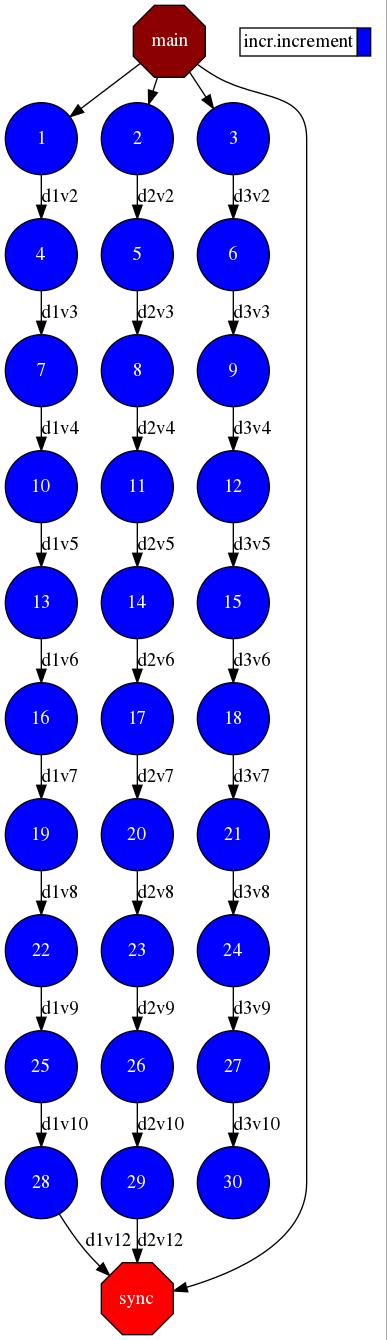 main
incr.increment
1 2 3
d1v2 d2v2 d3v2
4 5 6
d1v3 d2v3 d3v3
7 8 9
d1v4 d2v4 d3v4
10 11 12
d1v5 d2v5 d3v5
13 14 15
d1v6 d2v6 d3v6
16 17 18
d1v7 d2v7 d3v7
19 20 21
d1v8 d2v8 d3v8
22 23 24
d1v9 d2v9 d3v9
25 26 27
d1v10 d2v10 d3v10
28 29 30
d1v12 d2v12
sync